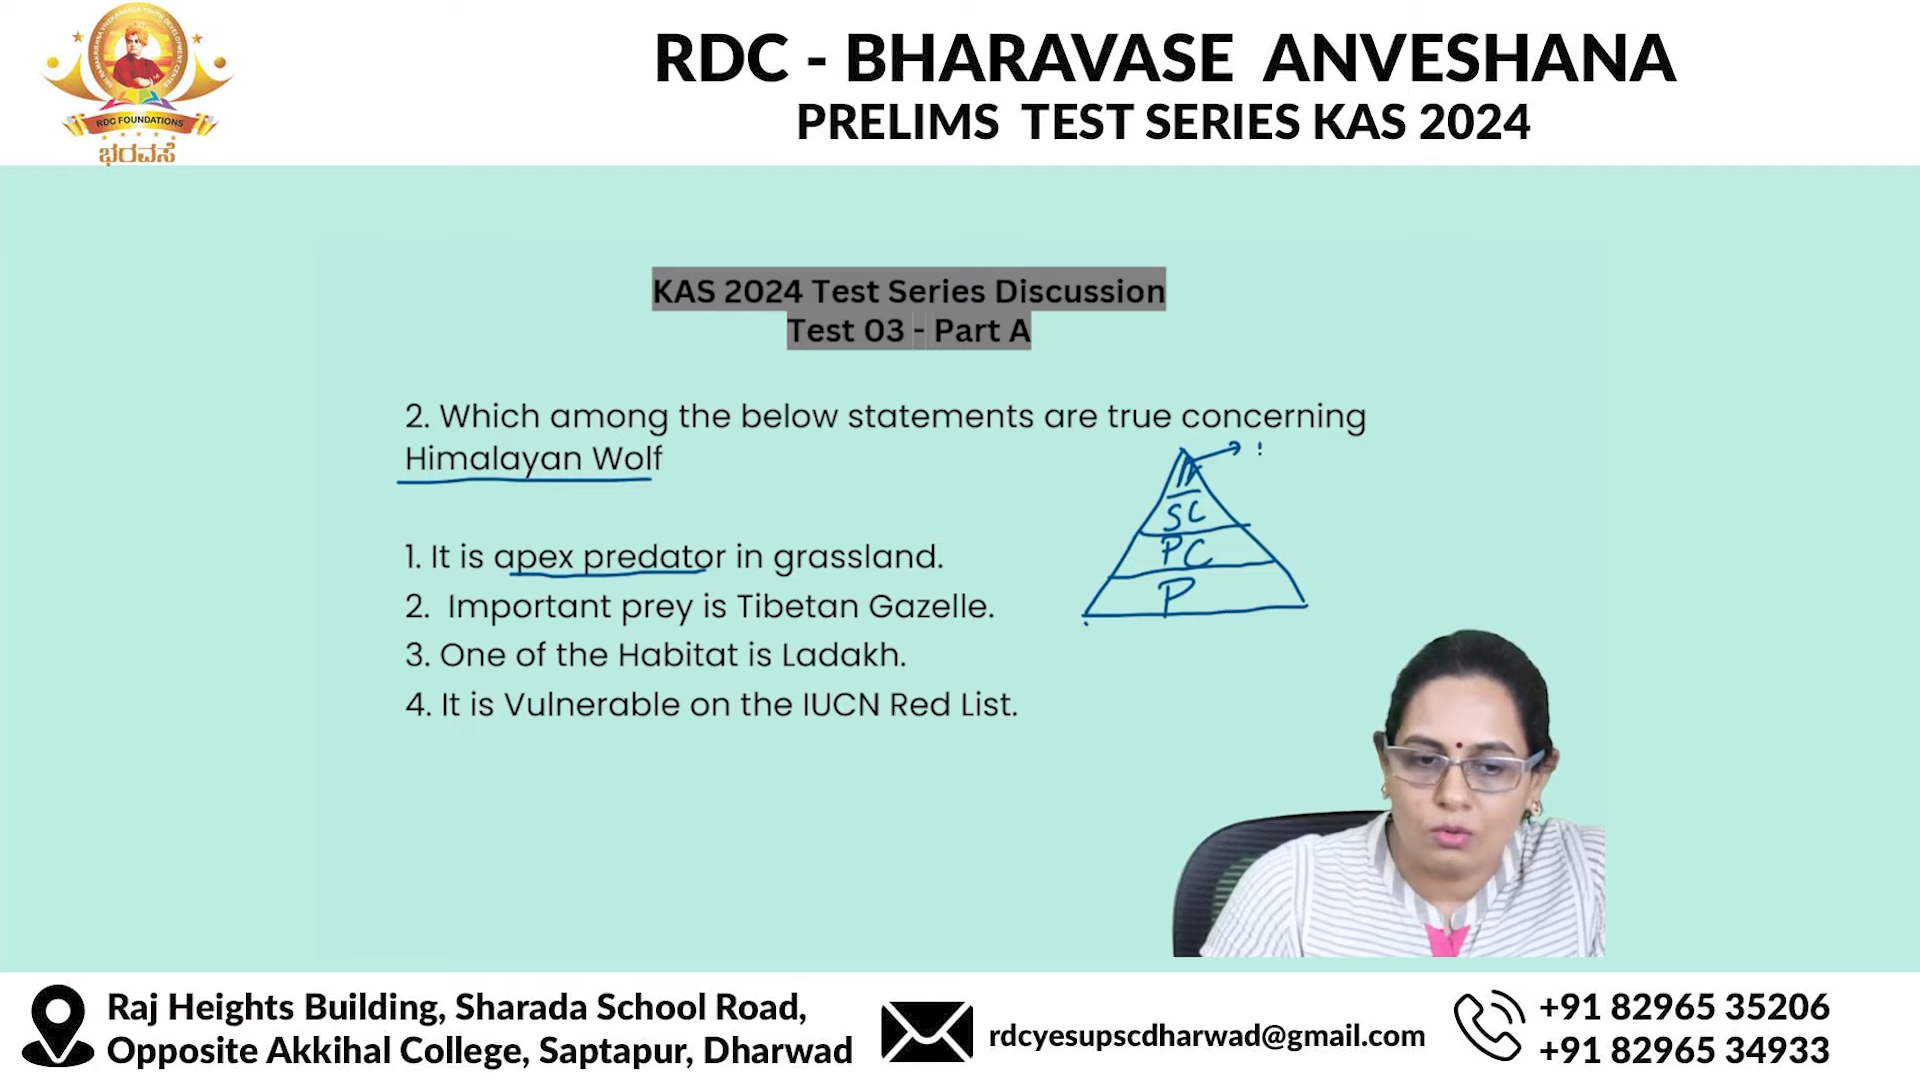 RDC - BHARAVASE ANVESHANA
PRELIMS TEST SERIES KAS 2024
RDC FOUNDATIONS
ಭರವಸೆ
KAS 2024 Test Series Discussion
Test 03 - Part A
2. Which among the below statements are true concerning
Himalayan Wolf
1. It is apex predator in grassland.
2. Important prey is Tibetan Gazelle.
3. One of the Habitat is Ladakh.
4. It is Vulnerable on the IUCN Red List.
SC
PC
P
Raj Heights Building, Sharada School Road,
Opposite Akkihal College, Saptapur, Dharwad
rdcyesupscdharwad@gmail.com
+91 82965 35206
+91 82965 34933